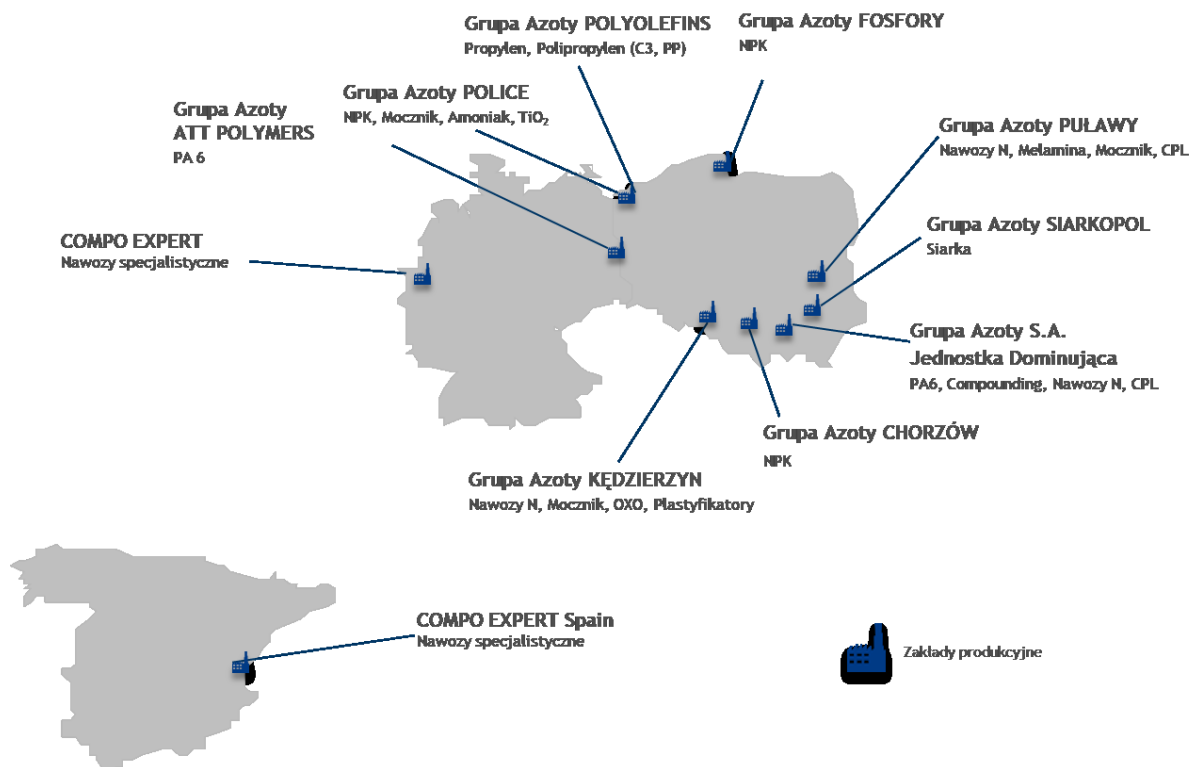 Grupa Azoty POLYOLEFINS
Propylen, Polipropylen (C3, PP)
Grupa Azoty FOSFORY
NPK
Grupa Azoty POLICE
NPK, Mocznik, Amoniak, TiO₂
Grupa Azoty
ATT POLYMERS
PA 6
Grupa Azoty PUŁAWY
Nawozy N, Melamina, Mocznik, CPL
COMPO EXPERT
Nawozy specjalistyczne
Grupa Azoty SIARKOPOL
Siarka
Grupa Azoty S.A.
Jednostka Dominująca
PA6, Compounding, Nawozy N, CPL
Grupa Azoty CHORZÓW
NPK
Grupa Azoty KĘDZIERZYN
Nawozy N, Mocznik, OXO, Plastyfikatory
COMPO EXPERT Spain
Nawozy specjalistyczne
Zakłady produkcyjne